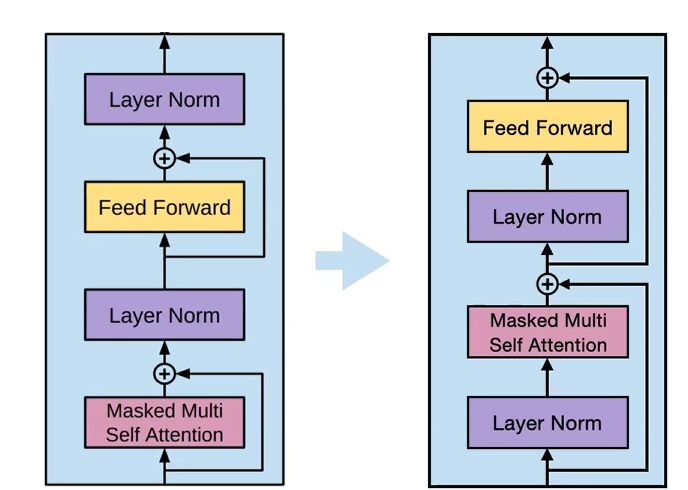 Layer Norm
Feed Forward
Layer Norm
Masked Multi
Self Attention
Feed Forward
Layer Norm
Masked Multi
Self Attention
Layer Norm